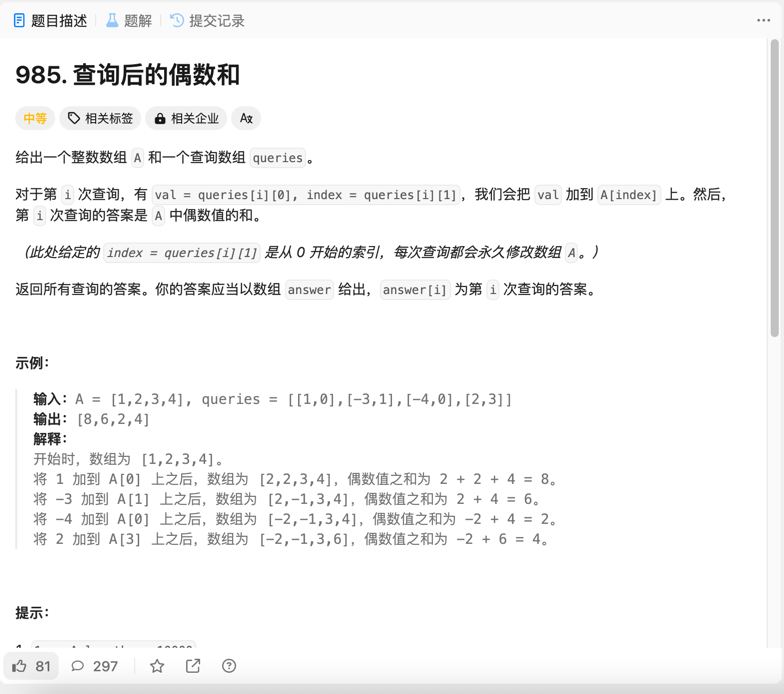 题目描述 题解 提交记录
985. 查询后的偶数和
中等 相关标签 相关企业
给出一个整数数组 A 和一个查询数组 queries 。
对于第 i 次查询，有 val = queries[i][0], index = queries[i][1]，我们会把 val 加到 A[index] 上。然后，
第 i 次查询的答案是 A 中偶数值的和。
（此处给定的 index = queries[i][1] 是从 0 开始的索引，每次查询都会永久修改数组 A。）
返回所有查询的答案。你的答案应当以数组 answer 给出，answer[i] 为第 i 次查询的答案。
示例：
输入：A = [1,2,3,4], queries = [[1,0],[-3,1],[-4,0],[2,3]]
输出：[8,6,2,4]
解释：
开始时，数组为 [1,2,3,4]。
将 1 加到 A[0] 上之后，数组为 [2,2,3,4]，偶数值之和为 2 + 2 + 4 = 8。
将 -3 加到 A[1] 上之后，数组为 [2,-1,3,4]，偶数值之和为 2 + 4 = 6。
将 -4 加到 A[0] 上之后，数组为 [-2,-1,3,4]，偶数值之和为 -2 + 4 = 2。
将 2 加到 A[3] 上之后，数组为 [-2,-1,3,6]，偶数值之和为 -2 + 6 = 4。
提示：
81 297